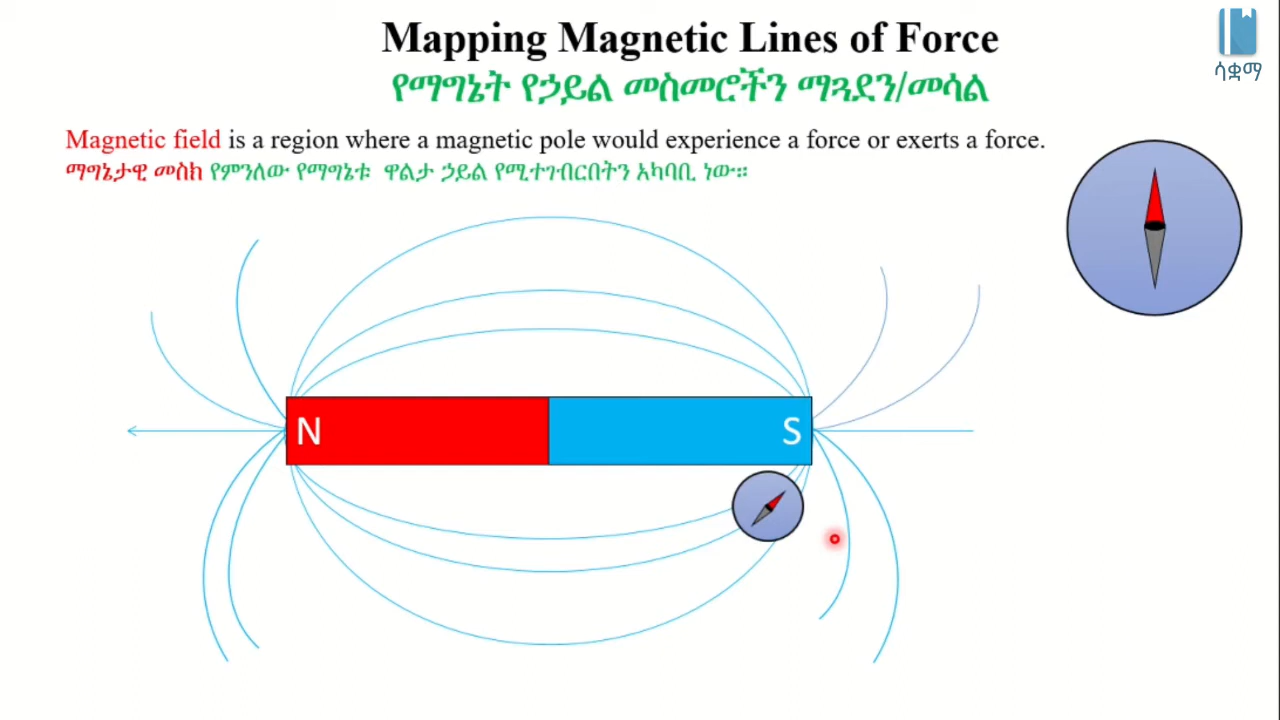 Mapping Magnetic Lines of Force
የማግኔት የኃይል መስመሮችን ማጓደን/መሳል
ሳቋማ
Magnetic field is a region where a magnetic pole would experience a force or exerts a force.
ማግኔታዊ መስክ የምንለው የማግኔቱ ዋልታ ኃይል የሚተገብርበትን አካባቢ ነው።
N S